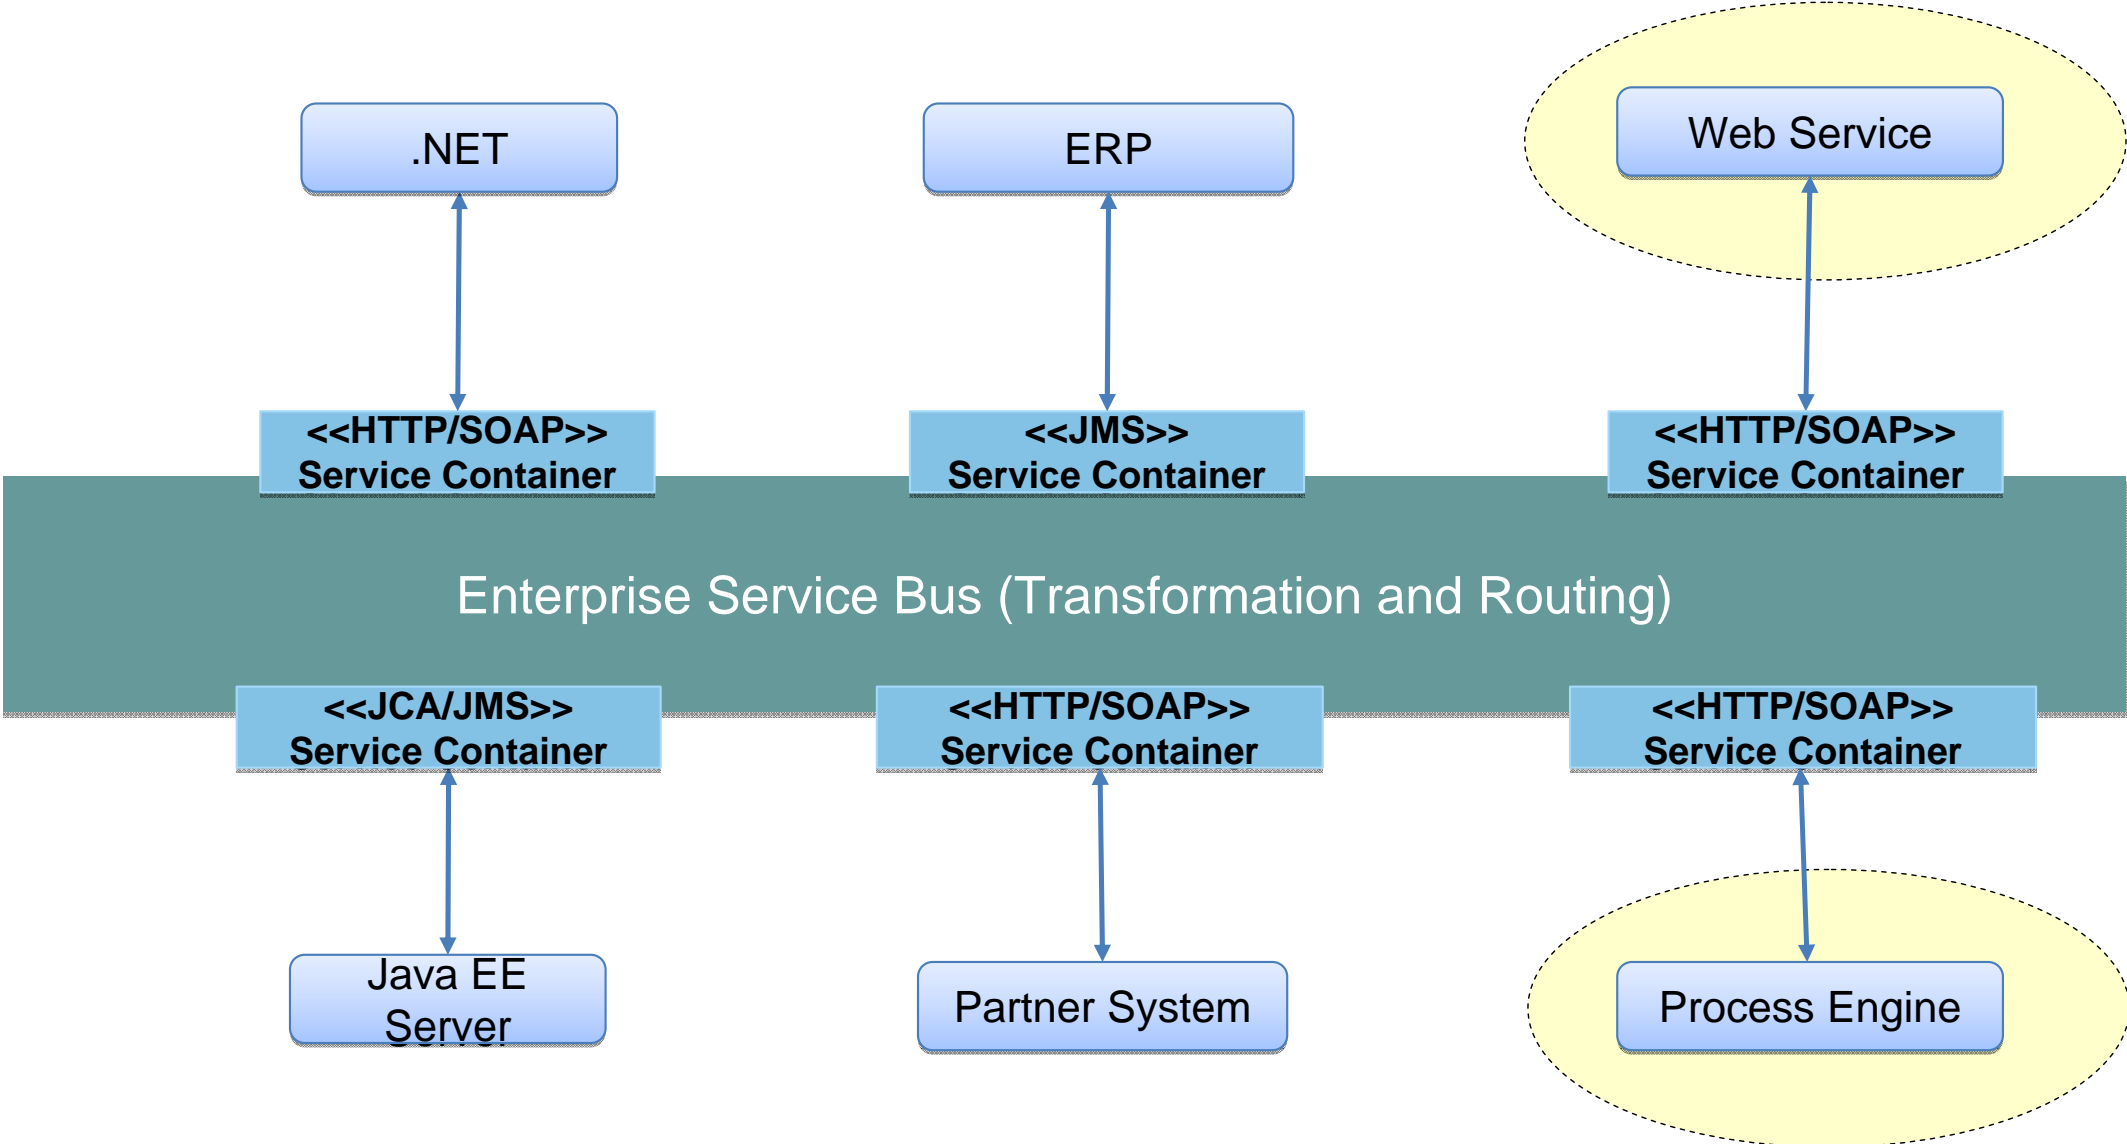 .NET
ERP
Web Service
<<HTTP/SOAP>>
Service Container
<<JMS>>
Service Container
<<HTTP/SOAP>>
Service Container
Enterprise Service Bus (Transformation and Routing)
<<JCA/JMS>>
Service Container
<<HTTP/SOAP>>
Service Container
<<HTTP/SOAP>>
Service Container
Java EE
Server
Partner System
Process Engine